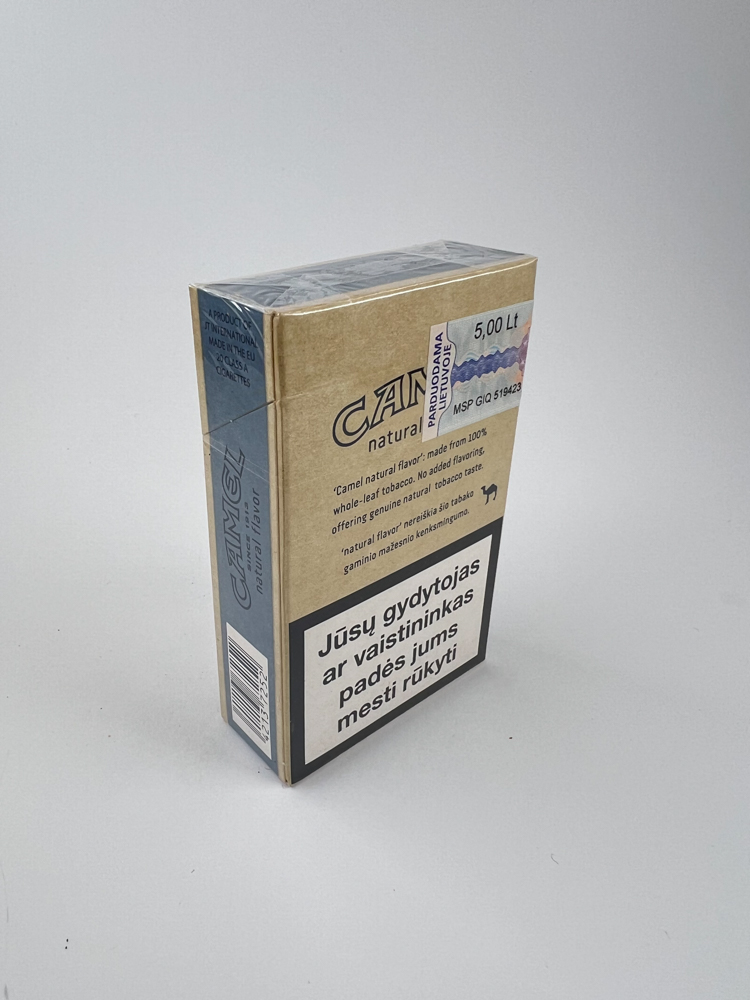 A PRODUCT OF
JT INTERNATIONAL
MADE IN THE EU
20 CLASS A
CIGARETTES
CAMEL
SINCE 1913
natural flavor
42137252
CAM
natural
PARDUODAMA
LIETUVOJE
5,00 Lt
MSP GIQ 519423
'Camel natural flavor': made from 100%
whole-leaf tobacco. No added flavoring,
offering genuine natural tobacco taste.
'natural flavor' nereiškia šio tabako
gaminio mažesnio kenksmingumo.
Jūsų gydytojas
ar vaistininkas
padės jums
mesti rūkyti